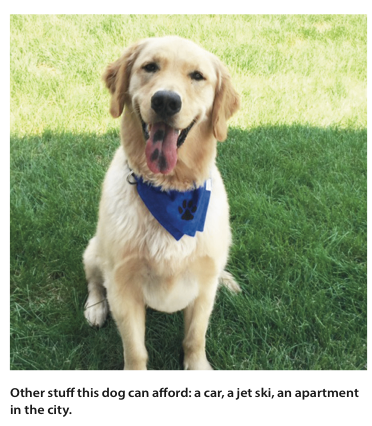 Other stuff this dog can afford: a car, a jet ski, an apartment
in the city.